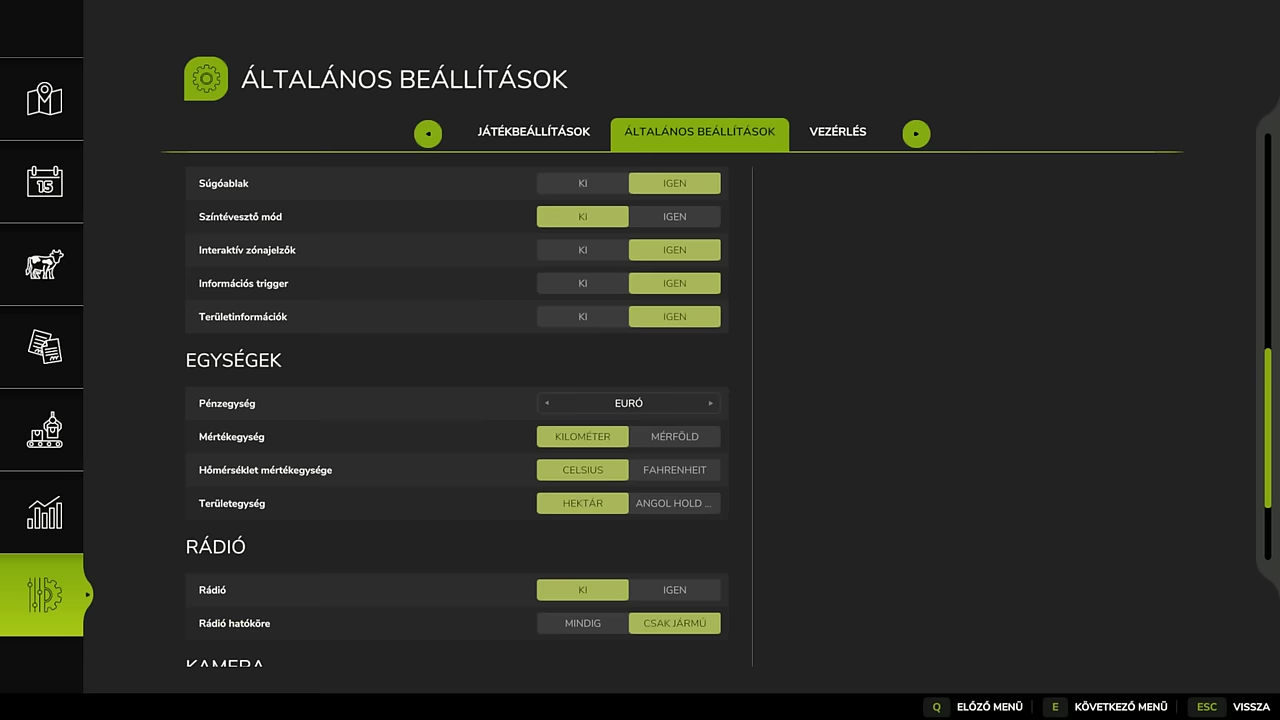 ÁLTALÁNOS BEÁLLÍTÁSOK
JÁTÉKBEÁLLÍTÁSOK ÁLTALÁNOS BEÁLLÍTÁSOK VEZÉRLÉS
15
Súgóablak KI IGEN
Színtévesztő mód KI IGEN
Interaktív zónajelzők KI IGEN
Információs trigger KI IGEN
Területinformációk KI IGEN
EGYSÉGEK
Pénzegység EURÓ
Mértékegység KILOMÉTER MÉRFÖLD
Hőmérséklet mértékegysége CELSIUS FAHRENHEIT
Területegység HEKTÁR ANGOL HOLD ...
RÁDIÓ
Rádió KI IGEN
Rádió hatóköre MINDIG CSAK JÁRMŰ
KAMERA
Q ELŐZŐ MENÜ E KÖVETKEZŐ MENÜ ESC VISSZA